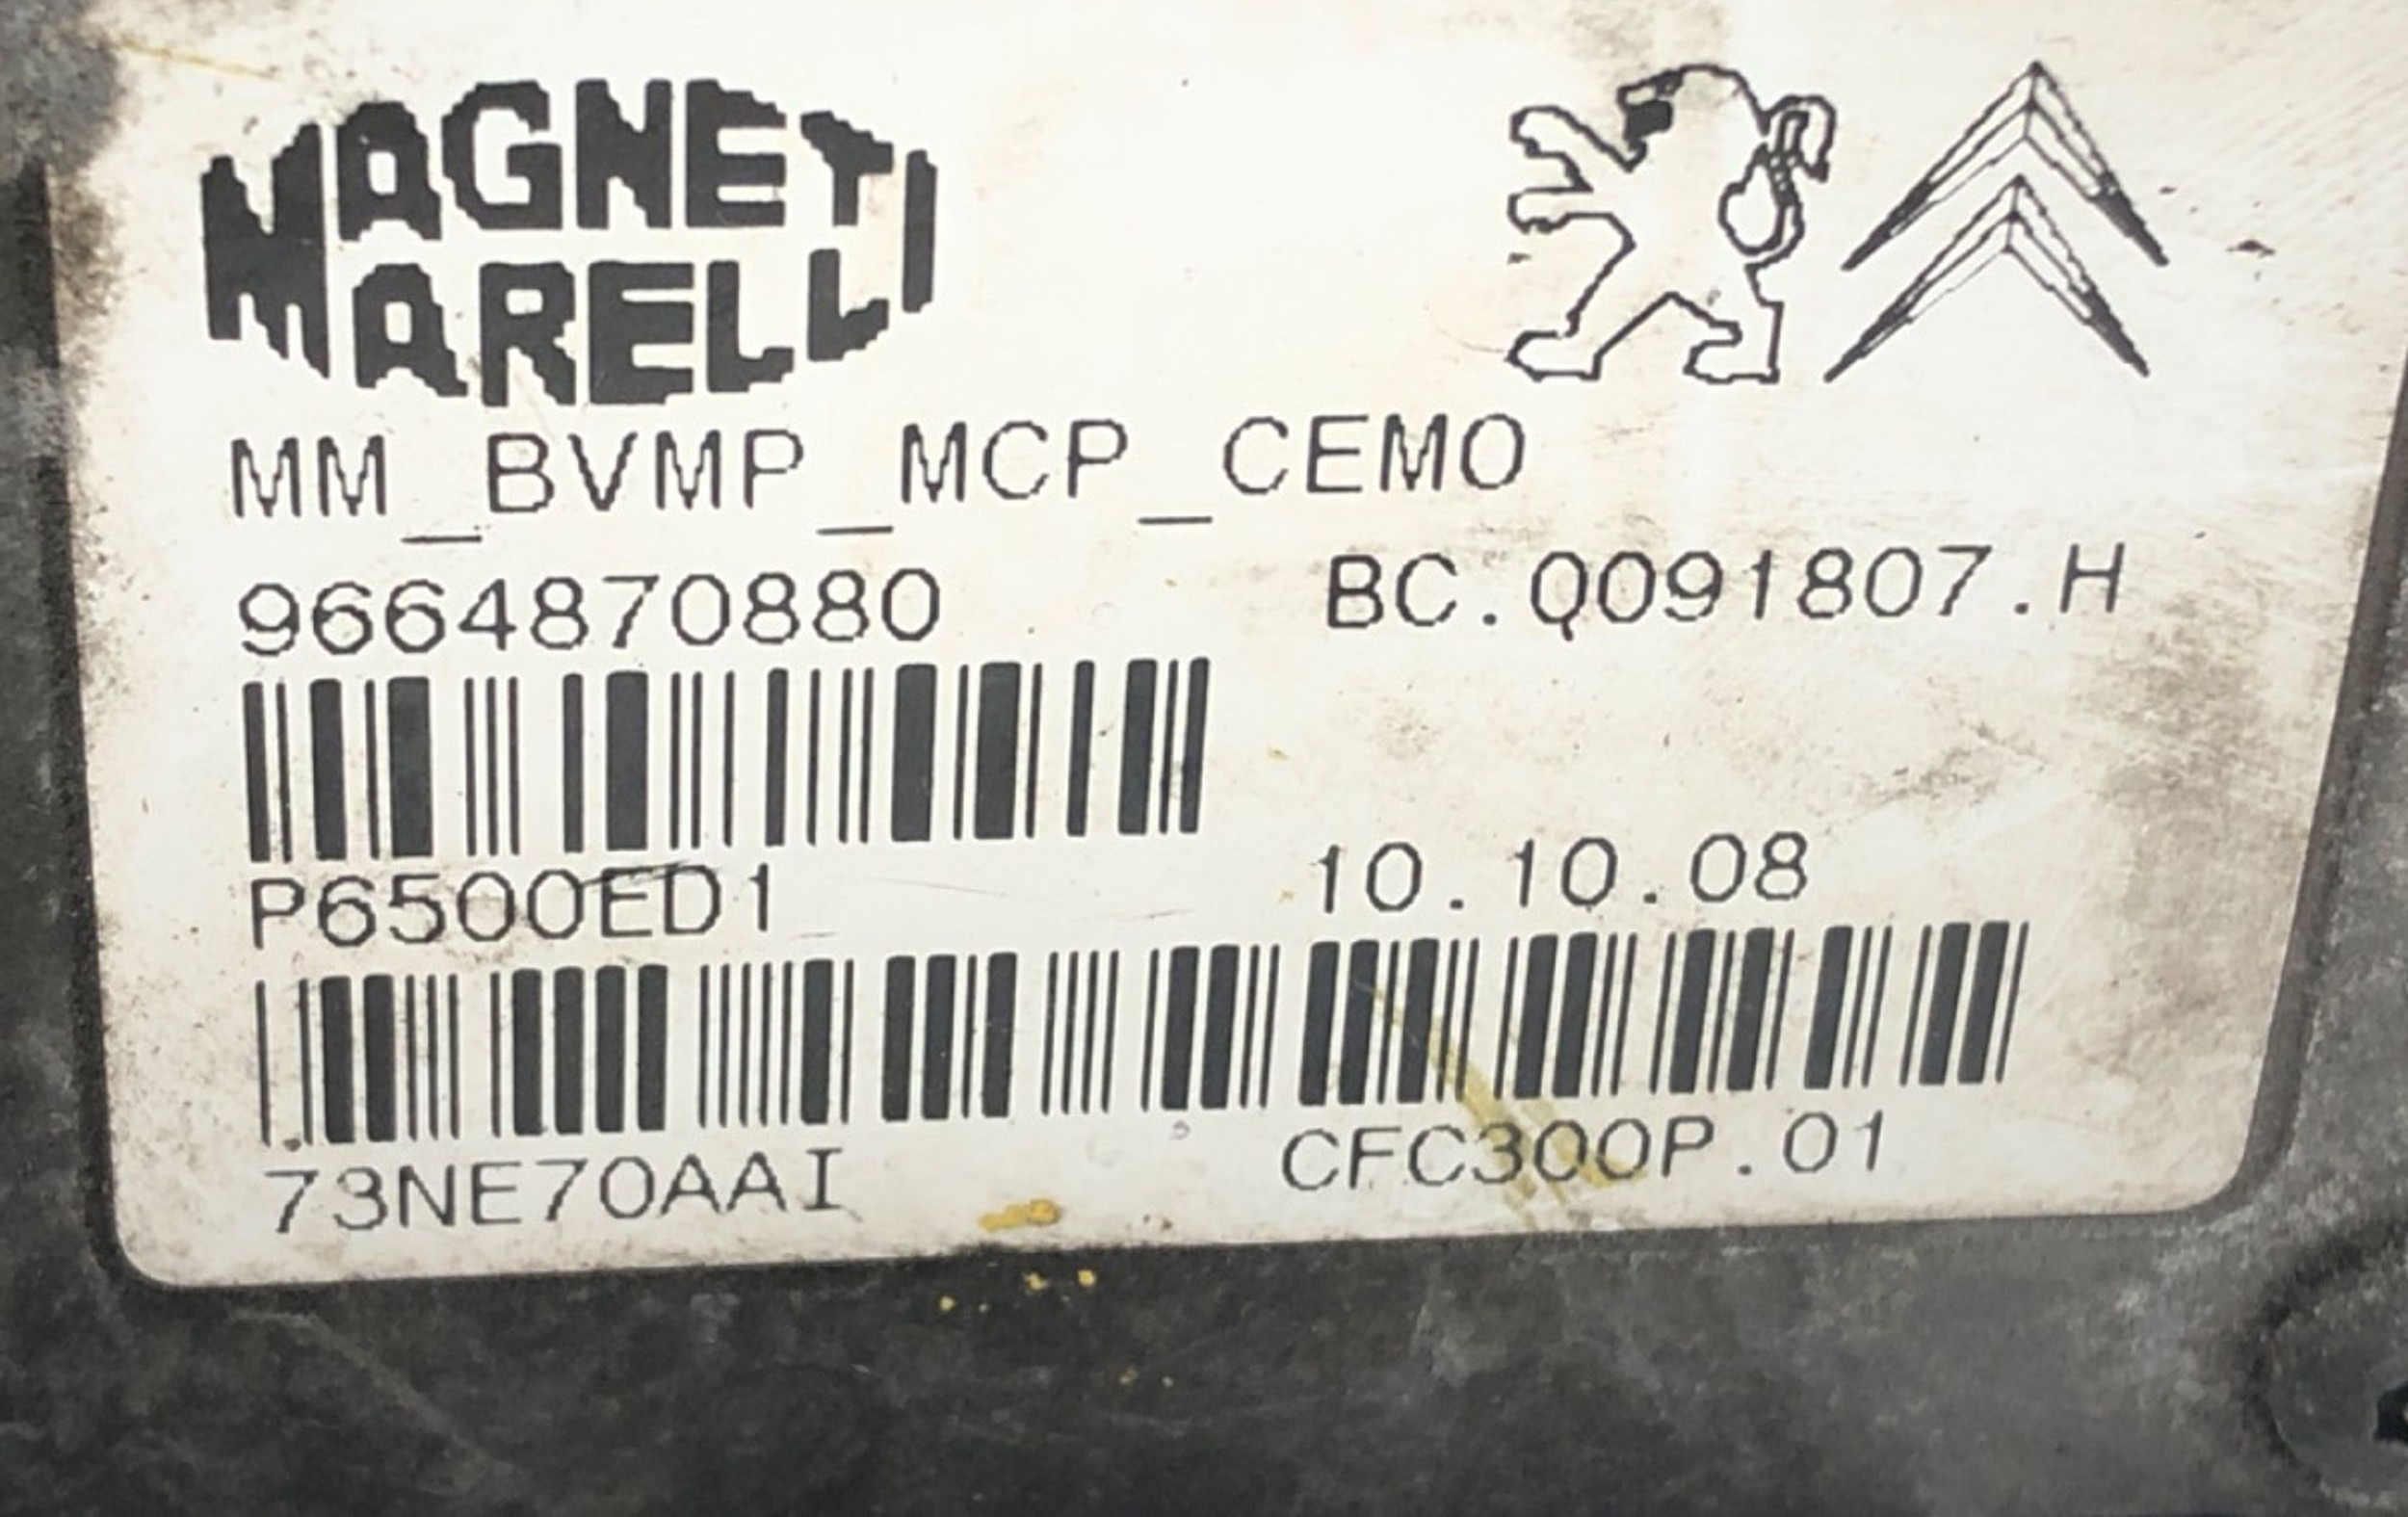 MAGNETI
MARELLI
MM_BVMP_MCP_CEMO
9664870880 BC.Q091807.H
P6500ED1 10.10.08
73NE70AAI CFC300P.01